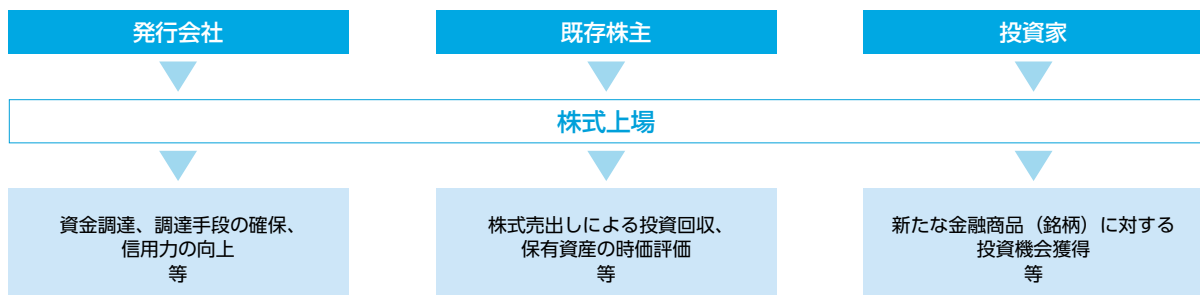 発行会社
既存株主
投資家
株式上場
資金調達、調達手段の確保、
信用力の向上
等
株式売出しによる投資回収、
保有資産の時価評価
等
新たな金融商品（銘柄）に対する
投資機会獲得
等